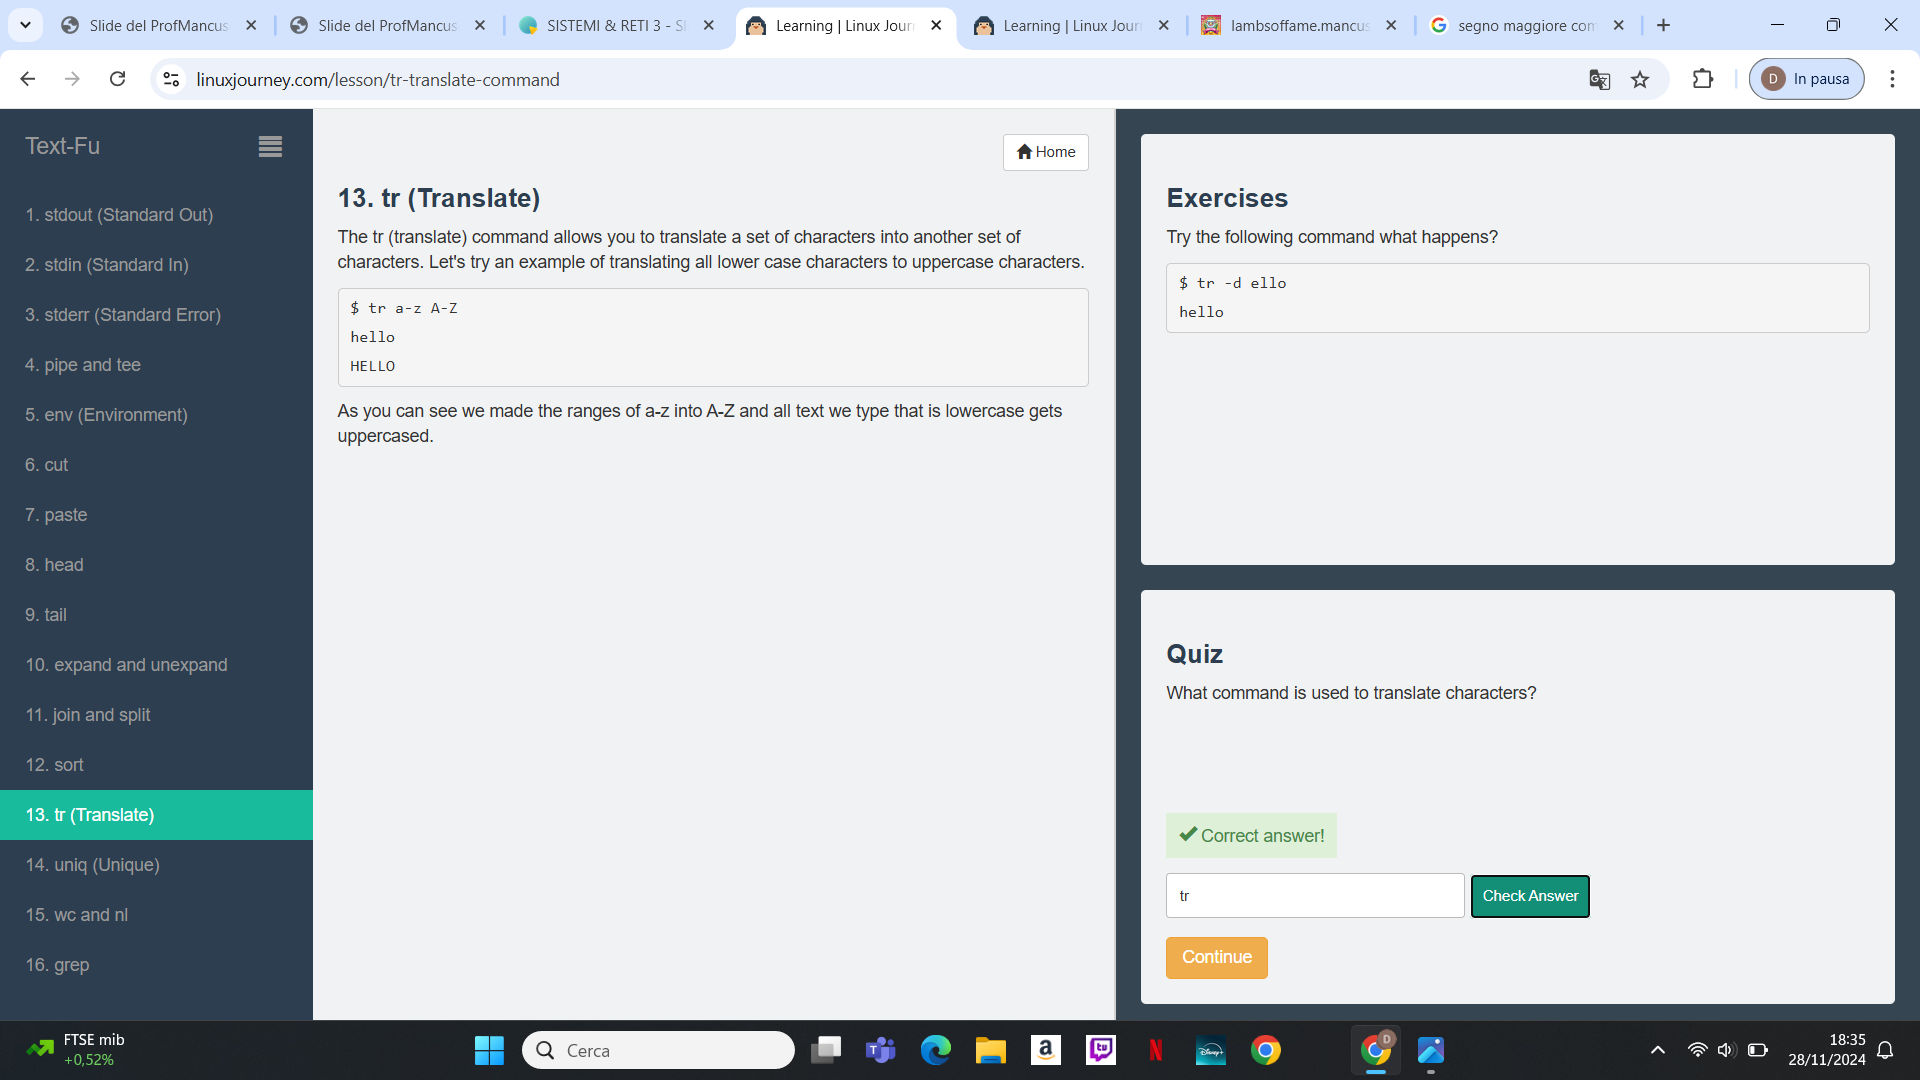 Slide del ProfMancus
Slide del ProfMancus
SISTEMI & RETI 3 - S
Learning | Linux Jour
Learning | Linux Jour
lambsoffame.mancus
segno maggiore com
linuxjourney.com/lesson/tr-translate-command
D In pausa
Text-Fu
1. stdout (Standard Out)
2. stdin (Standard In)
3. stderr (Standard Error)
4. pipe and tee
5. env (Environment)
6. cut
7. paste
8. head
9. tail
10. expand and unexpand
11. join and split
12. sort
13. tr (Translate)
14. uniq (Unique)
15. wc and nl
16. grep
Home
13. tr (Translate)
The tr (translate) command allows you to translate a set of characters into another set of
characters. Let's try an example of translating all lower case characters to uppercase characters.
$ tr a-z A-Z
hello
HELLO
As you can see we made the ranges of a-z into A-Z and all text we type that is lowercase gets
uppercased.
Exercises
Try the following command what happens?
$ tr -d ello
hello
Quiz
What command is used to translate characters?
Correct answer!
tr
Check Answer
Continue
FTSE mib
+0,52%
Cerca
18:35
28/11/2024